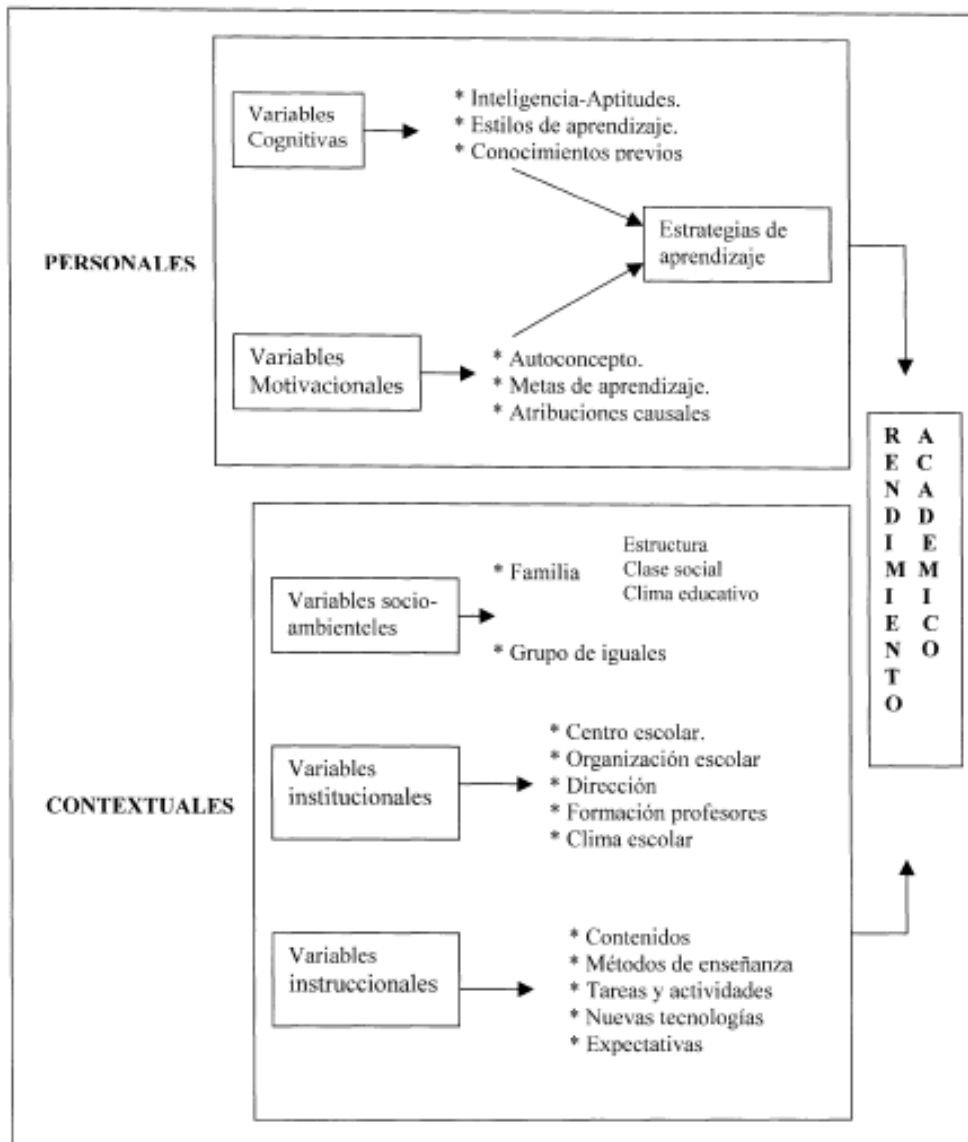 Variables
Cognitivas
* Inteligencia-Aptitudes.
* Estilos de aprendizaje.
* Conocimientos previos
Estrategias de
aprendizaje
PERSONALES
Variables
Motivacionales
* Autoconcepto.
* Metas de aprendizaje.
* Atribuciones causales
RENDIMIENTO
ACADEMICO
Variables socio-
ambienteles
* Familia
Estructura
Clase social
Clima educativo
* Grupo de iguales
CONTEXTUALES
Variables
institucionales
* Centro escolar.
* Organización escolar
* Dirección
* Formación profesores
* Clima escolar
Variables
instruccionales
* Contenidos
* Métodos de enseñanza
* Tareas y actividades
* Nuevas tecnologías
* Expectativas